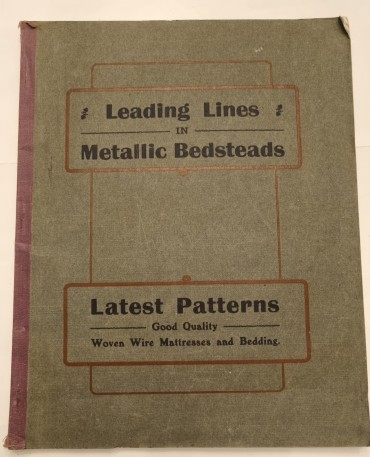 Leading Lines
IN
Metallic Bedsteads
Latest Patterns
Good Quality
Woven Wire Mattresses and Bedding.